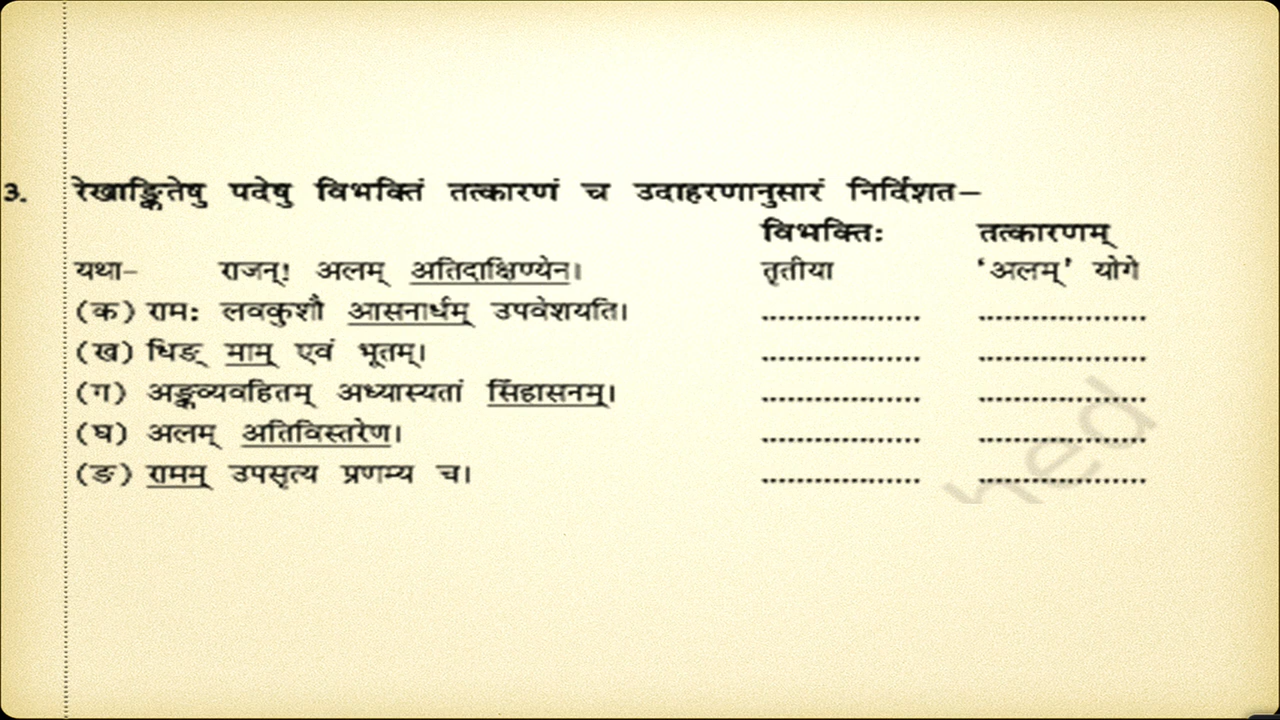 3. रेखाङ्कितेषु पदेषु विभक्तिं तत्कारणं च उदाहरणानुसारं निर्दिशत–
विभक्तिः तत्कारणम्
यथा– राजन्! अलम् अतिदाक्षिण्येन। तृतीया 'अलम्' योगे
(क) रामः लवकुशौ आसनार्धम् उपवेशयति। .................... .....................
(ख) धिङ् माम् एवं भूतम्। .................... .....................
(ग) अङ्कव्यवहितम् अध्यास्यतां सिंहासनम्। .................... .....................
(घ) अलम् अतिविस्तरेण। .................... .....................
(ङ) रामम् उपसृत्य प्रणम्य च। .................... .....................